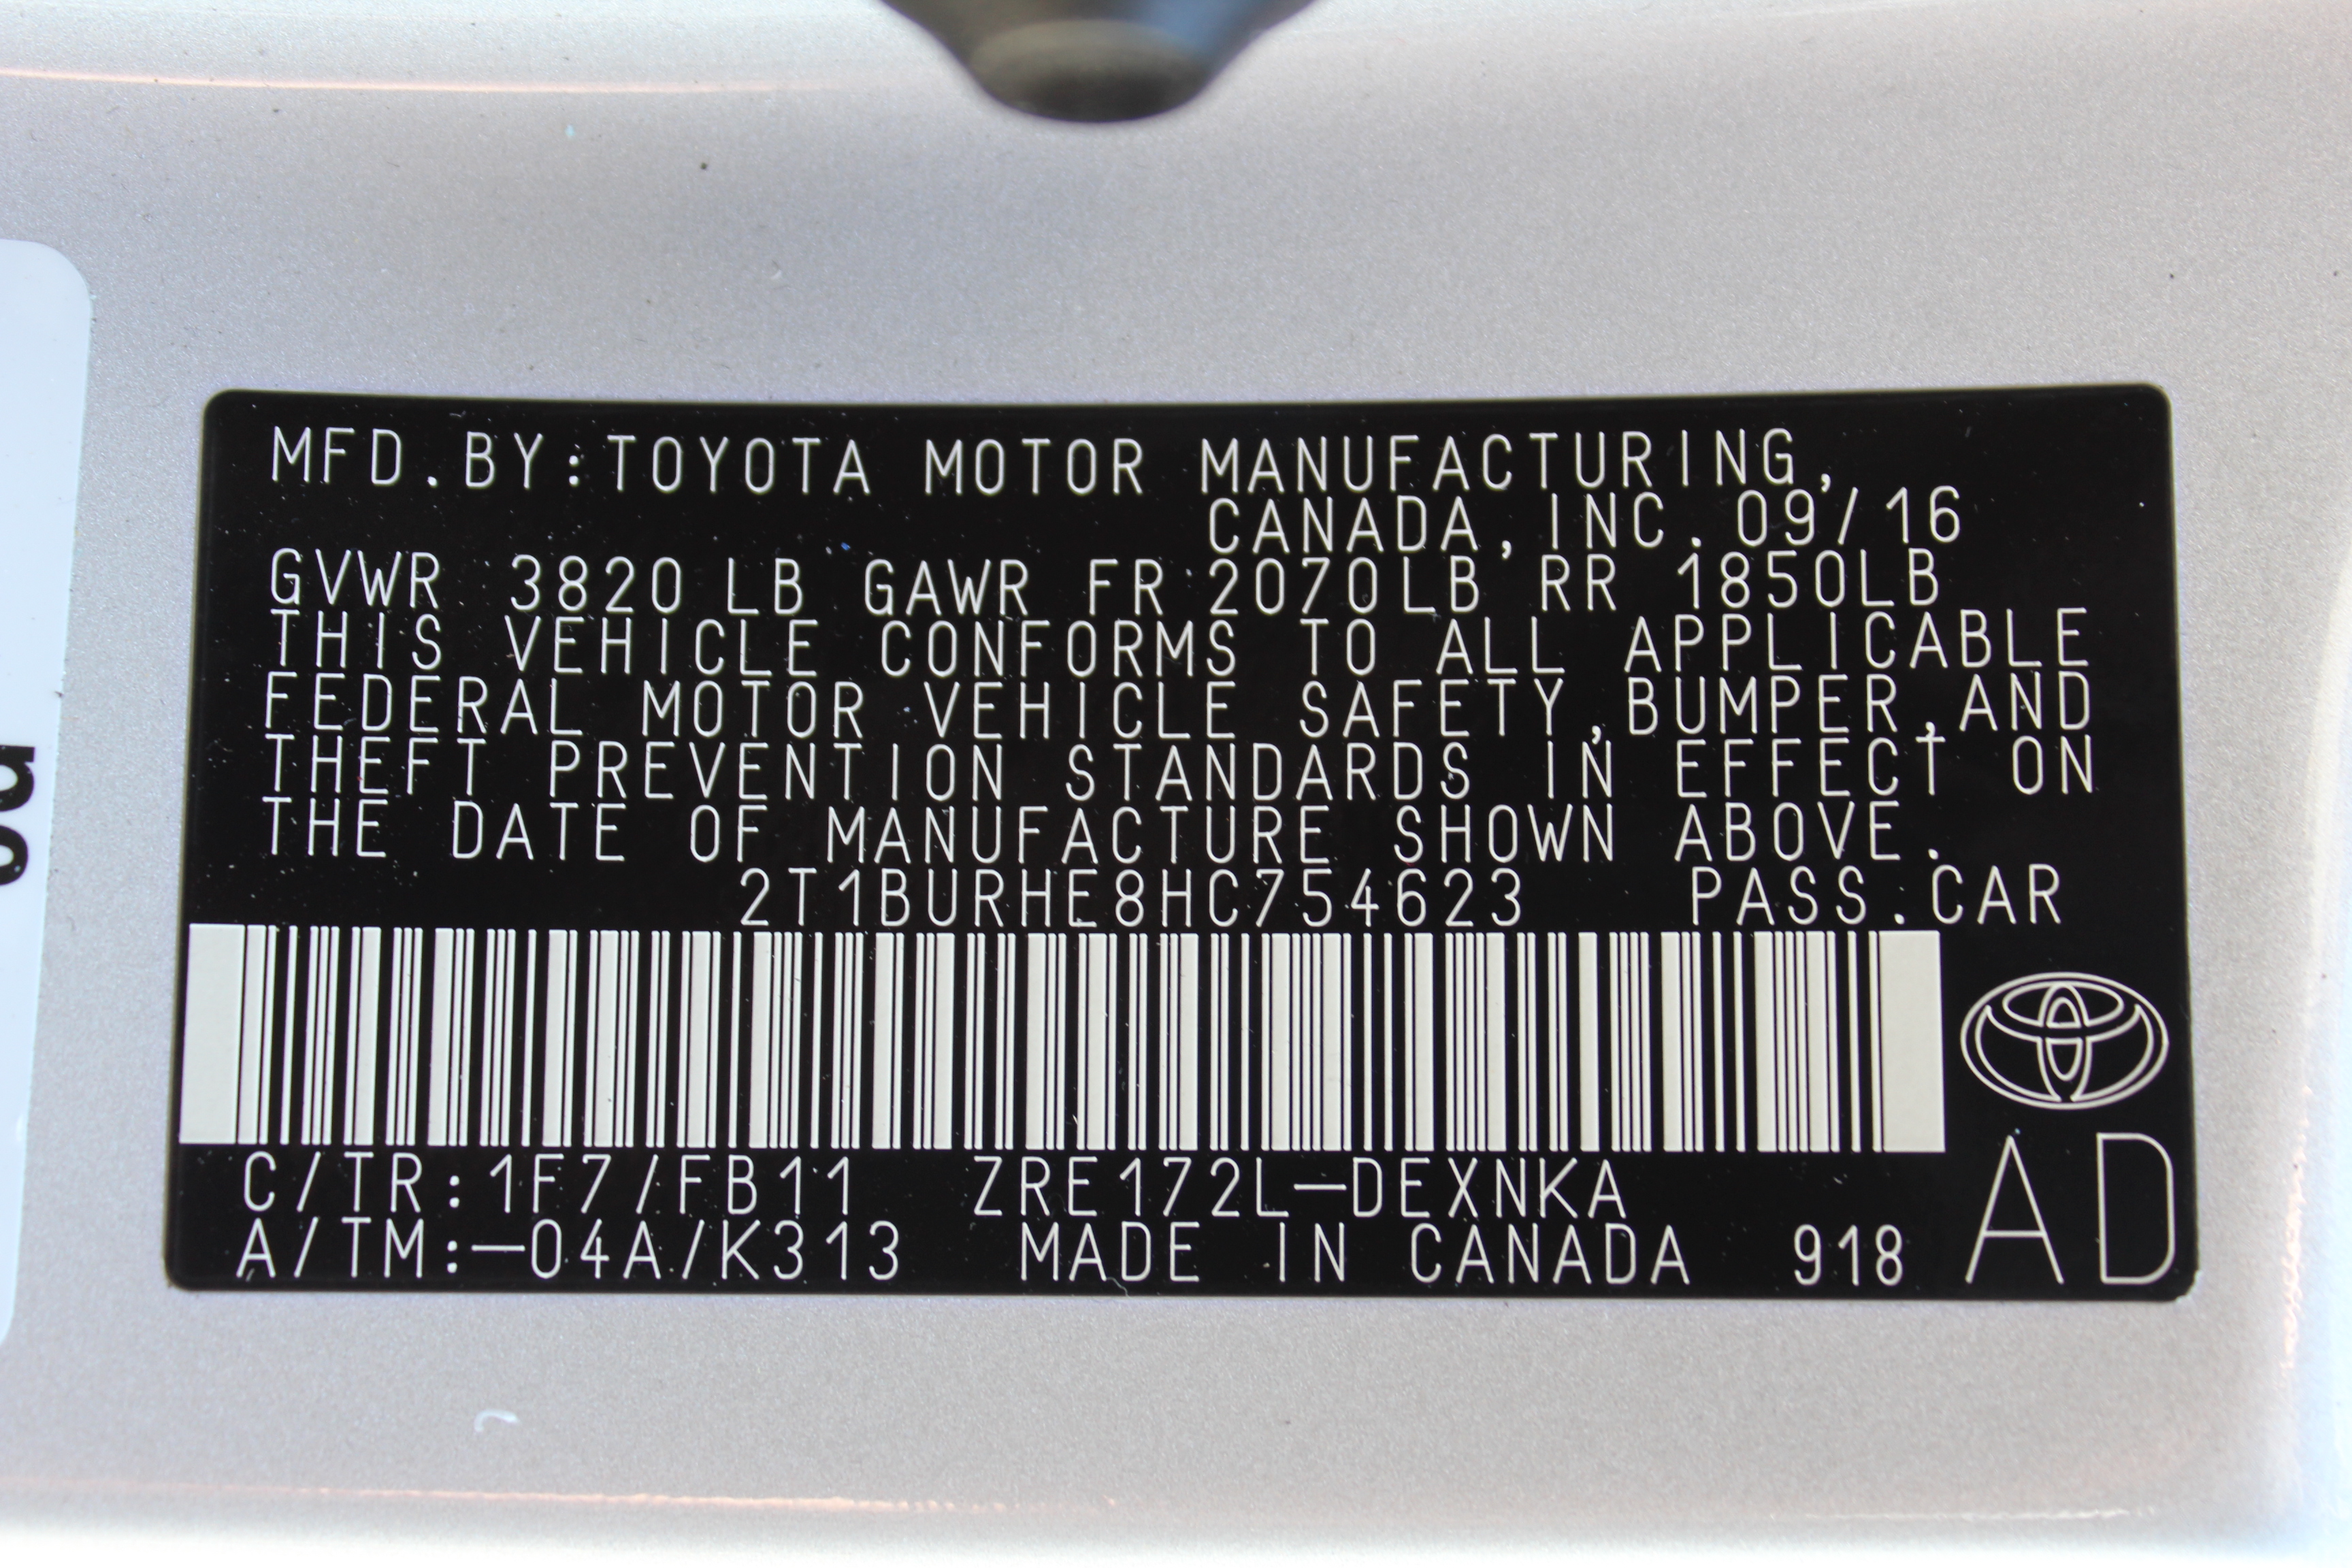 MFD.BY:TOYOTA MOTOR MANUFACTURING,
CANADA,INC.09/16
GVWR 3820 LB GAWR FR 2070LB RR 1850LB
THIS VEHICLE CONFORMS TO ALL APPLICABLE
FEDERAL MOTOR VEHICLE SAFETY,BUMPER,AND
THEFT PREVENTION STANDARDS IN EFFECT ON
THE DATE OF MANUFACTURE SHOWN ABOVE.
2T1BURHE8HC754623 PASS.CAR
C/TR:1F7/FB11 ZRE172L—DEXNKA
A/TM:—04A/K313 MADE IN CANADA 918
AD